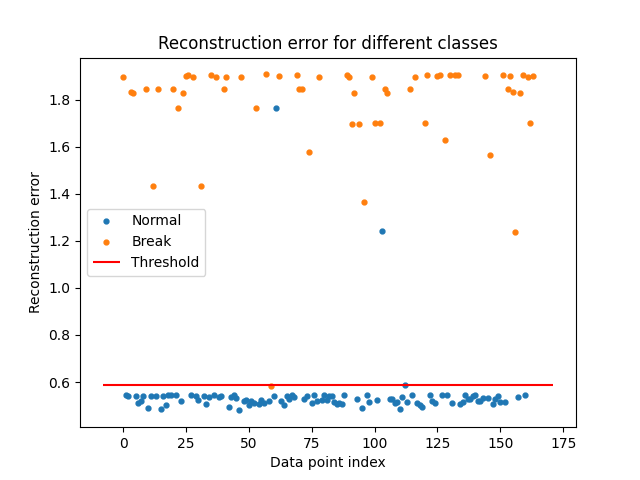 Reconstruction error for different classes
Reconstruction error
1.8
1.6
1.4
1.2
1.0
0.8
0.6
Normal
Break
Threshold
0 25 50 75 100 125 150 175
Data point index